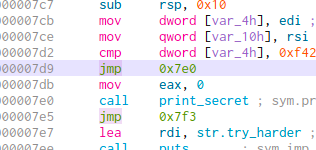 000007c7 sub rsp, 0x10
000007cb mov dword [var_4h], edi ;
000007ce mov qword [var_10h], rsi
000007d2 cmp dword [var_4h], 0xf42
000007d9 jmp 0x7e0
000007db mov eax, 0
000007e0 call print_secret ; sym.pr
000007e5 jmp 0x7f3
000007e7 lea rdi, str.try_harder ;
000007ee call puts ; sym.imp